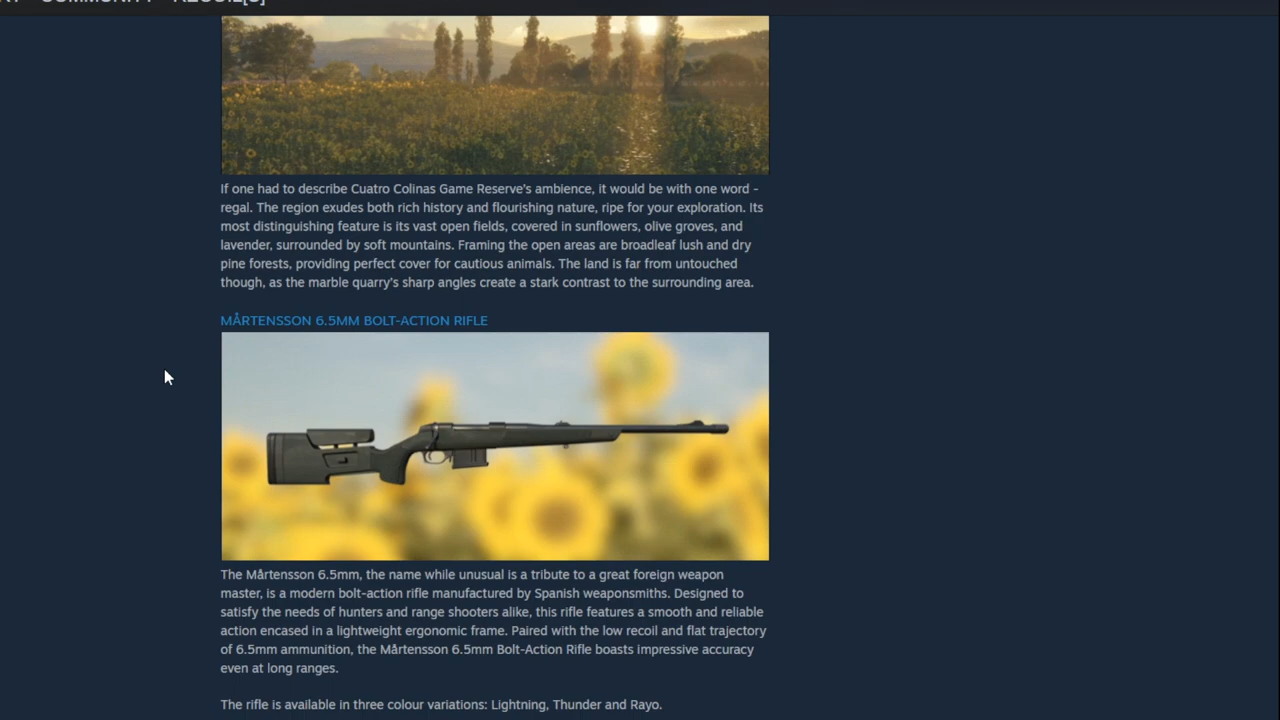 If one had to describe Cuatro Colinas Game Reserve's ambience, it would be with one word -
regal. The region exudes both rich history and flourishing nature, ripe for your exploration. Its
most distinguishing feature is its vast open fields, covered in sunflowers, olive groves, and
lavender, surrounded by soft mountains. Framing the open areas are broadleaf lush and dry
pine forests, providing perfect cover for cautious animals. The land is far from untouched
though, as the marble quarry's sharp angles create a stark contrast to the surrounding area.
MÅRTENSSON 6.5MM BOLT-ACTION RIFLE
The Mårtensson 6.5mm, the name while unusual is a tribute to a great foreign weapon
master, is a modern bolt-action rifle manufactured by Spanish weaponsmiths. Designed to
satisfy the needs of hunters and range shooters alike, this rifle features a smooth and reliable
action encased in a lightweight ergonomic frame. Paired with the low recoil and flat trajectory
of 6.5mm ammunition, the Mårtensson 6.5mm Bolt-Action Rifle boasts impressive accuracy
even at long ranges.
The rifle is available in three colour variations: Lightning, Thunder and Rayo.